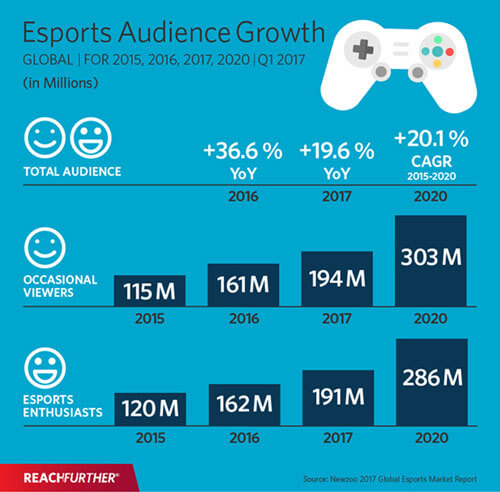 Esports Audience Growth
GLOBAL | FOR 2015, 2016, 2017, 2020 | Q1 2017
(in Millions)
TOTAL AUDIENCE
+36.6 % +19.6 % +20.1 %
YoY YoY CAGR
2015-2020
2016 2017 2020
OCCASIONAL
VIEWERS
115 M 161 M 194 M 303 M
2015 2016 2017 2020
ESPORTS
ENTHUSIASTS
120 M 162 M 191 M 286 M
2015 2016 2017 2020
REACHFURTHER®
Source: Newzoo 2017 Global Esports Market Report